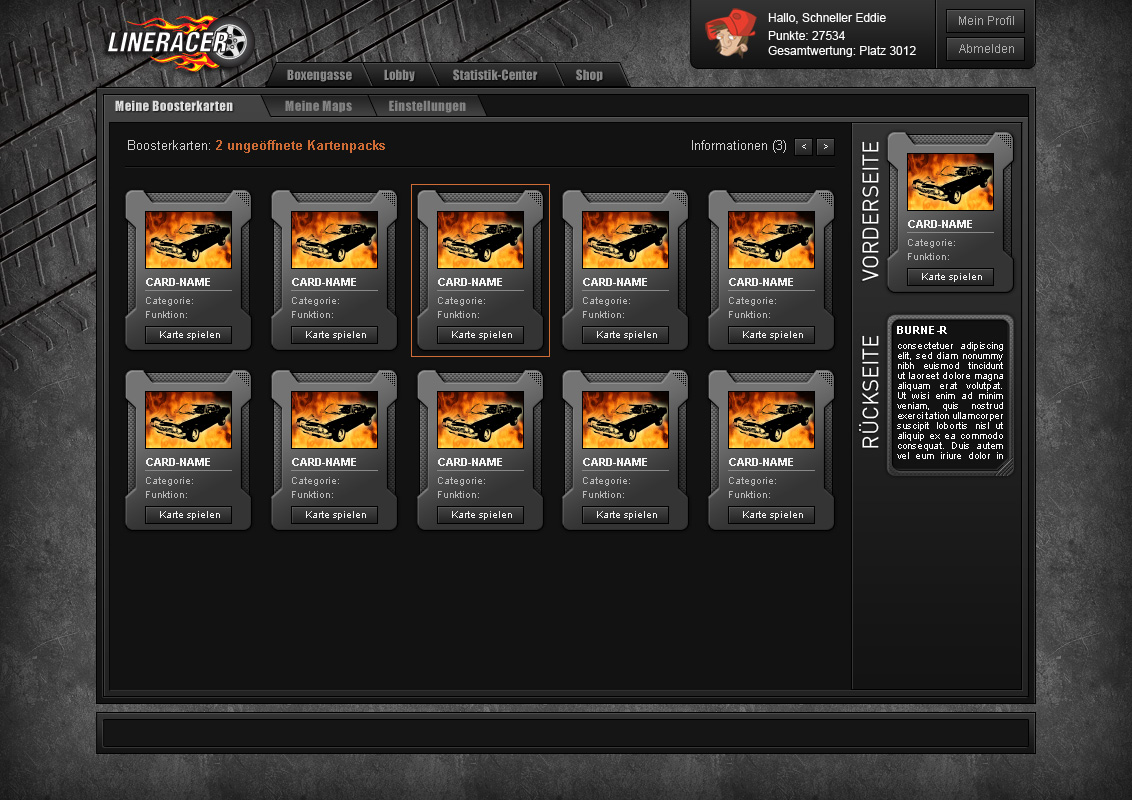 LINERACER
Hallo, Schneller Eddie
Punkte: 27534
Gesamtwertung: Platz 3012
Mein Profil
Abmelden
Boxengasse Lobby Statistik-Center Shop
Meine Boosterkarten Meine Maps Einstellungen
Boosterkarten: 2 ungeöffnete Kartenpacks
Informationen (3) < >
CARD-NAME CARD-NAME CARD-NAME CARD-NAME CARD-NAME
Categorie: Categorie: Categorie: Categorie: Categorie:
Funktion: Funktion: Funktion: Funktion: Funktion:
Karte spielen Karte spielen Karte spielen Karte spielen Karte spielen
CARD-NAME CARD-NAME CARD-NAME CARD-NAME CARD-NAME
Categorie: Categorie: Categorie: Categorie: Categorie:
Funktion: Funktion: Funktion: Funktion: Funktion:
Karte spielen Karte spielen Karte spielen Karte spielen Karte spielen
VORDERSEITE
CARD-NAME
Categorie:
Funktion:
Karte spielen
RÜCKSEITE
BURNE-R
consectetuer adipiscing
elit, sed diam nonummy
nibh euismod tincidunt
ut laoreet dolore magna
aliquam erat volutpat.
Ut wisi enim ad minim
veniam, quis nostrud
exercitation ullamcorper
suscipit lobortis nisl ut
aliquip ex ea commodo
consequat. Duis autem
vel eum iriure dolor in